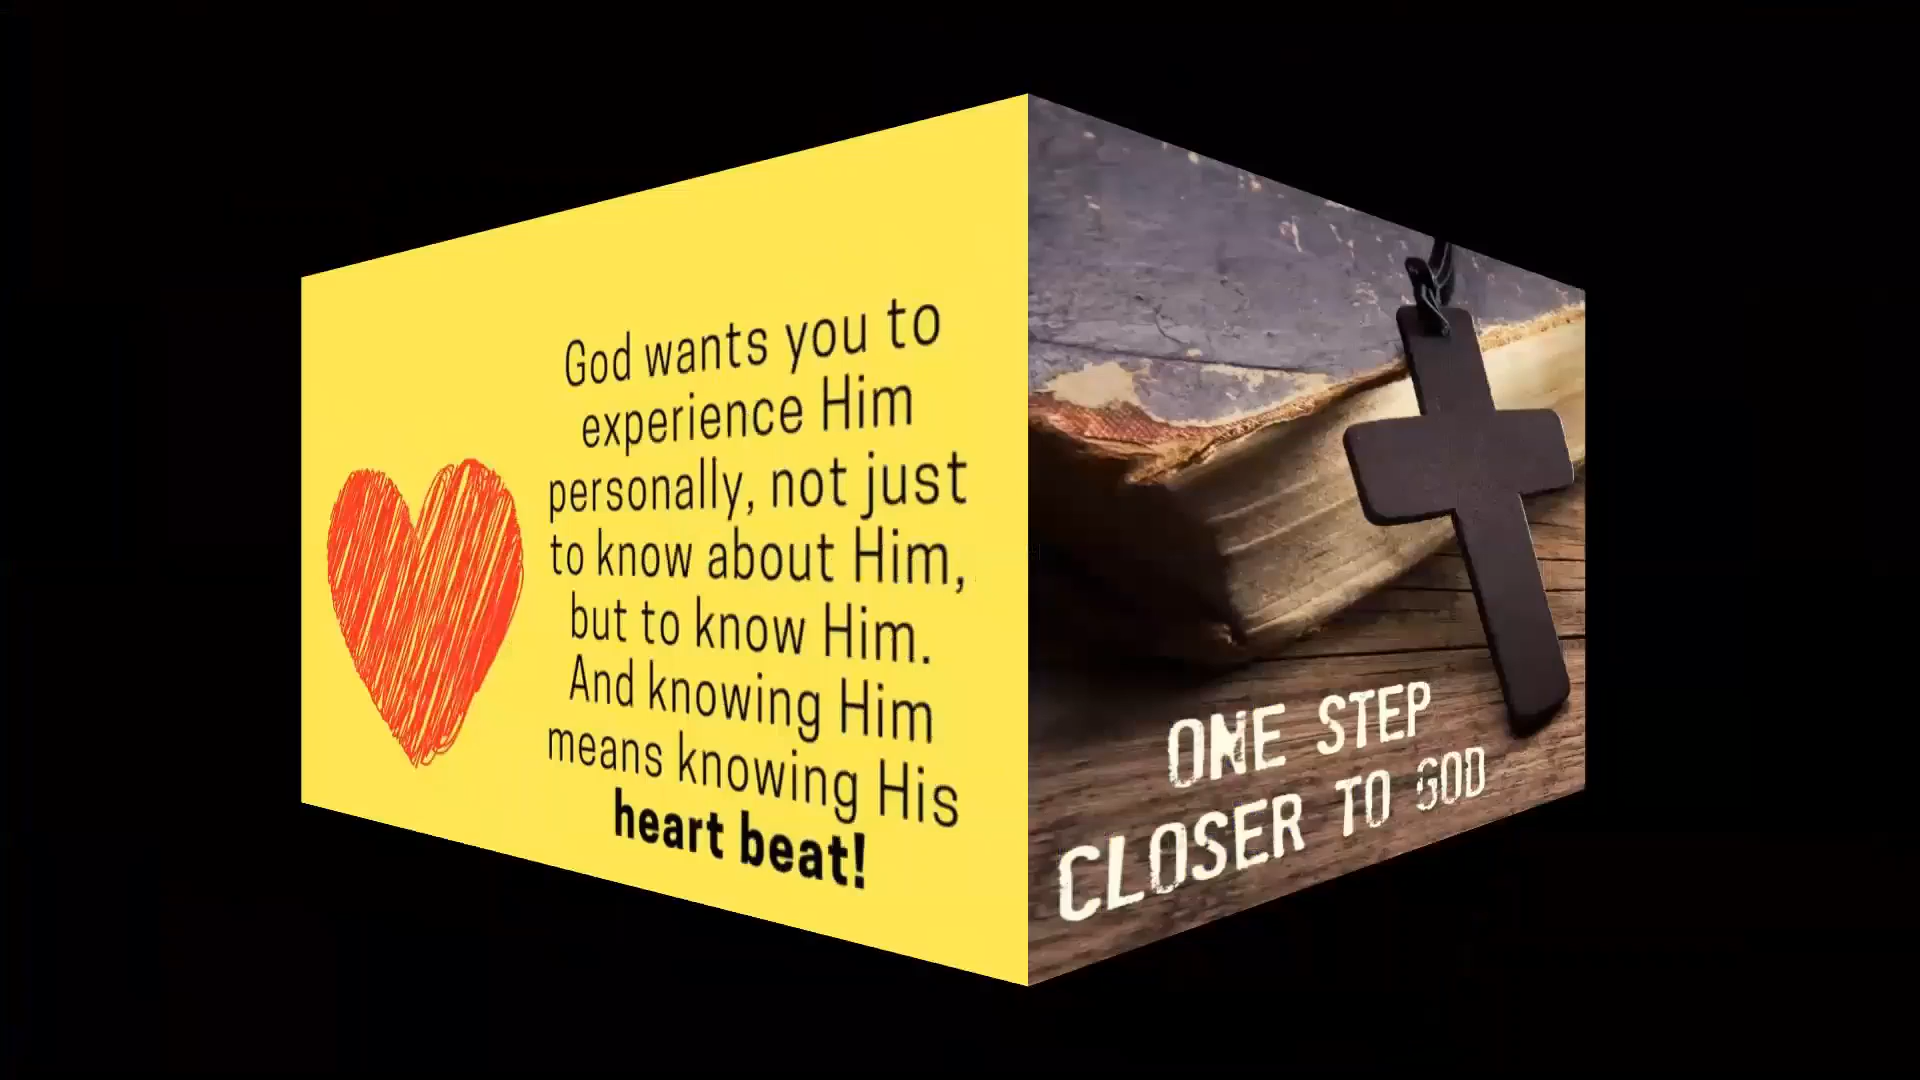 God wants you to
experience Him
personally, not just
to know about Him,
but to know Him.
And knowing Him
means knowing His
heart beat!
ONE STEP
CLOSER TO GOD